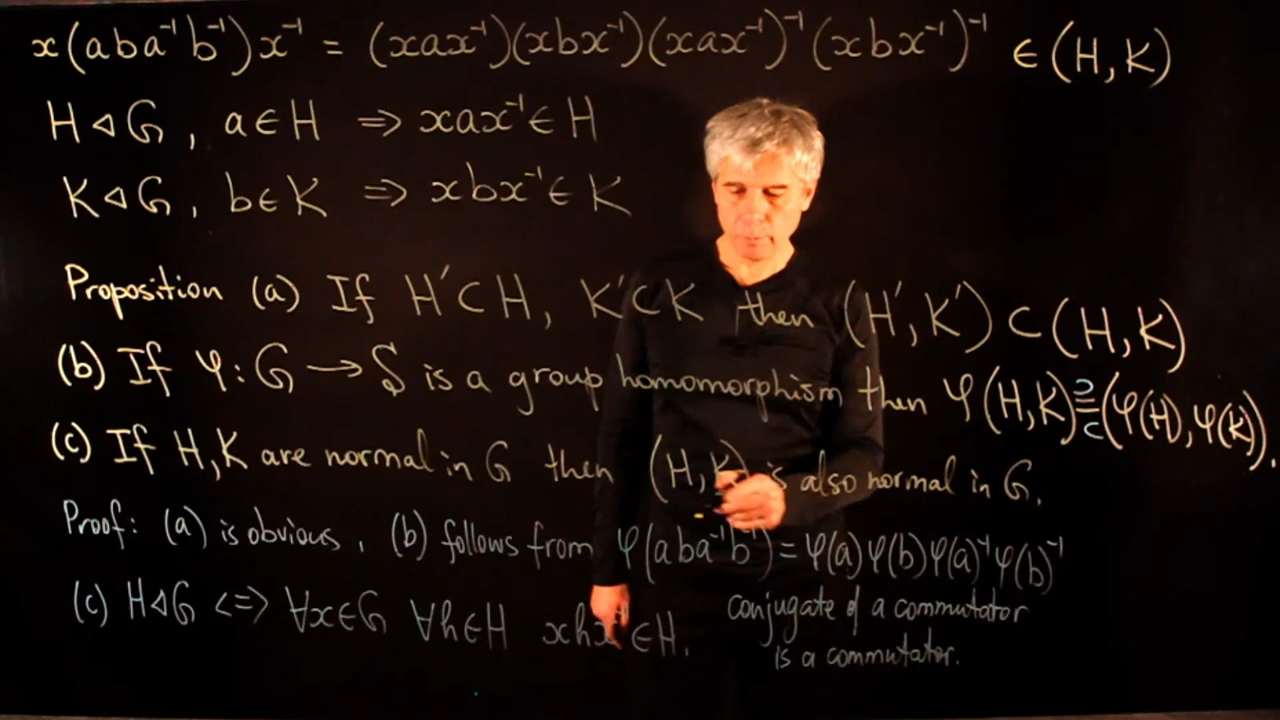 x(aba⁻¹b⁻¹)x⁻¹ = (xax⁻¹)(xbx⁻¹)(xax⁻¹)⁻¹(xbx⁻¹)⁻¹ ∈ (H,K)
H◁G, a∈H ⇒ xax⁻¹∈H
K◁G, b∈K ⇒ xbx⁻¹∈K
Proposition (a) If H′⊂H, K′⊂K then (H′,K′)⊂(H,K)
(b) If φ:G→S is a group homomorphism then φ(H,K)⊇=⊂(φ(H),φ(K)).
(c) If H,K are normal in G then (H,K) is also normal in G.
Proof: (a) is obvious, (b) follows from φ(aba⁻¹b⁻¹)=φ(a)φ(b)φ(a)⁻¹φ(b)⁻¹
(c) H◁G <=> ∀x∈G ∀h∈H xhx⁻¹∈H.
conjugate of a commutator
is a commutator.